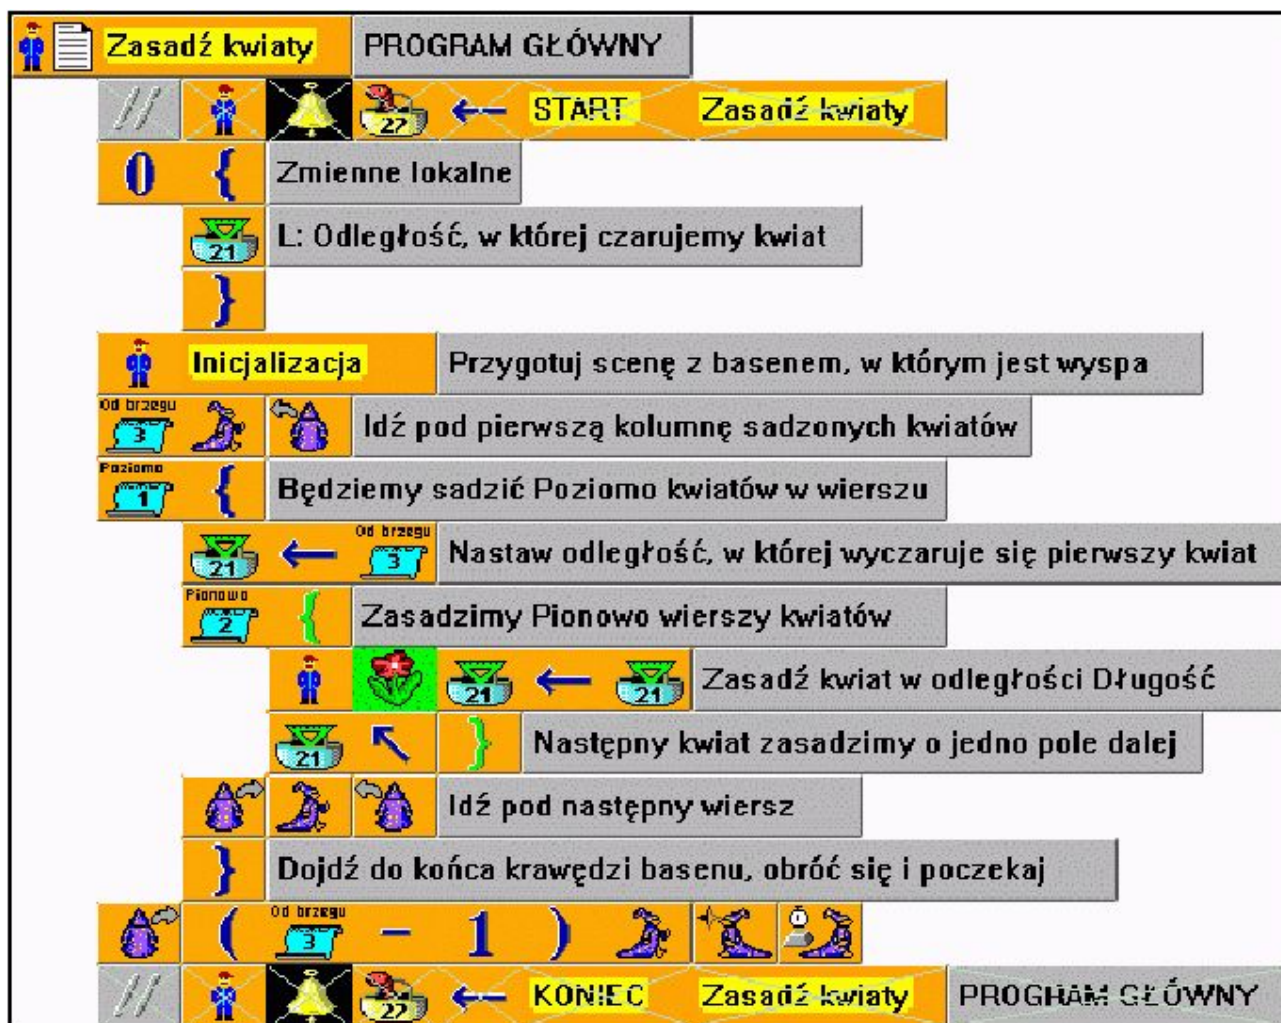 Zasadź kwiaty PROGRAM GŁÓWNY
// 22 ← START Zasadź kwiaty
0 { Zmienne lokalne
21 L: Odległość, w której czarujemy kwiat
}
Inicjalizacja Przygotuj scenę z basenem, w którym jest wyspa
Od brzegu 3 Idź pod pierwszą kolumnę sadzonych kwiatów
Poziomo 1 { Będziemy sadzić Poziomo kwiatów w wierszu
21 ← Od brzegu 3 Nastaw odległość, w której wyczaruje się pierwszy kwiat
Pionowo 2 { Zasadzimy Pionowo wierszy kwiatów
21 ← 21 Zasadź kwiat w odległości Długość
21 ↖ } Następny kwiat zasadzimy o jedno pole dalej
Idź pod następny wiersz
} Dojdź do końca krawędzi basenu, obróć się i poczekaj
( Od brzegu 3 - 1 )
// 22 ← KONIEC Zasadź kwiaty PROGRAM GŁÓWNY